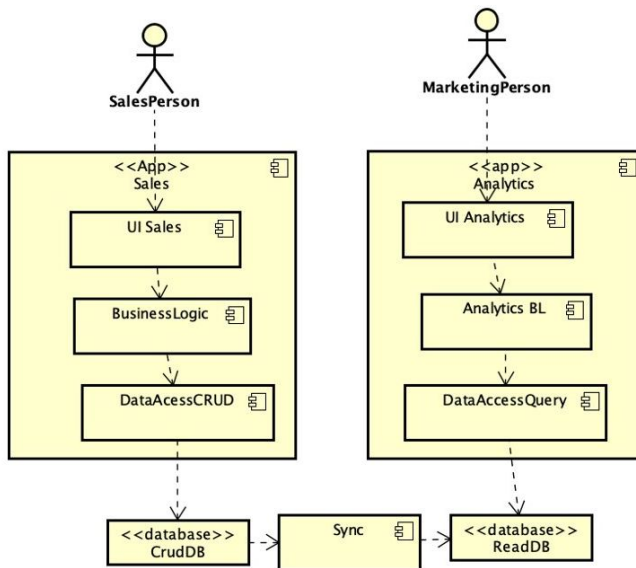 SalesPerson
MarketingPerson
<<App>>
Sales
UI Sales
BusinessLogic
DataAcessCRUD
<<app>>
Analytics
UI Analytics
Analytics BL
DataAccessQuery
<<database>>
CrudDB
Sync
<<database>>
ReadDB